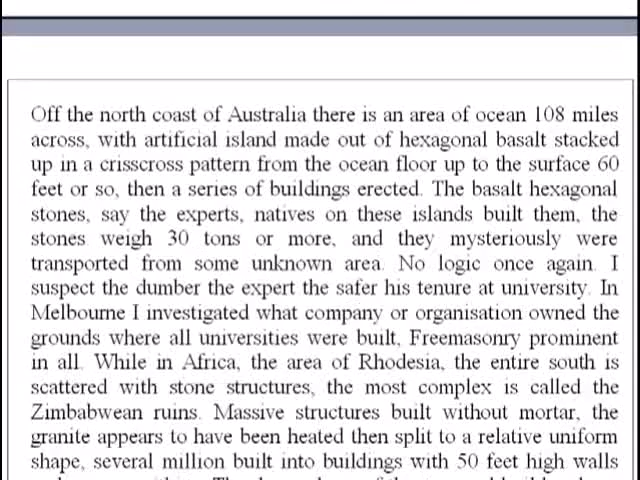 Off the north coast of Australia there is an area of ocean 108 miles
across, with artificial island made out of hexagonal basalt stacked
up in a crisscross pattern from the ocean floor up to the surface 60
feet or so, then a series of buildings erected. The basalt hexagonal
stones, say the experts, natives on these islands built them, the
stones weigh 30 tons or more, and they mysteriously were
transported from some unknown area. No logic once again. I
suspect the dumber the expert the safer his tenure at university. In
Melbourne I investigated what company or organisation owned the
grounds where all universities were built, Freemasonry prominent
in all. While in Africa, the area of Rhodesia, the entire south is
scattered with stone structures, the most complex is called the
Zimbabwean ruins. Massive structures built without mortar, the
granite appears to have been heated then split to a relative uniform
shape, several million built into buildings with 50 feet high walls